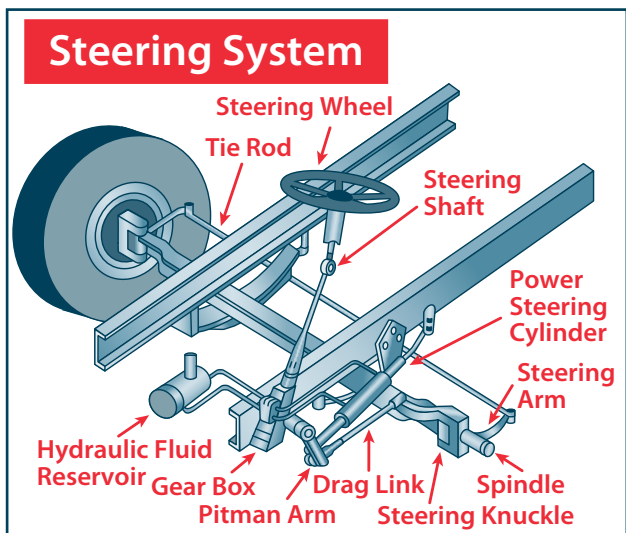 Steering System
Steering Wheel
Tie Rod
Steering
Shaft
Power
Steering
Cylinder
Steering
Arm
Hydraulic Fluid
Reservoir
Gear Box
Pitman Arm
Drag Link
Steering Knuckle
Spindle